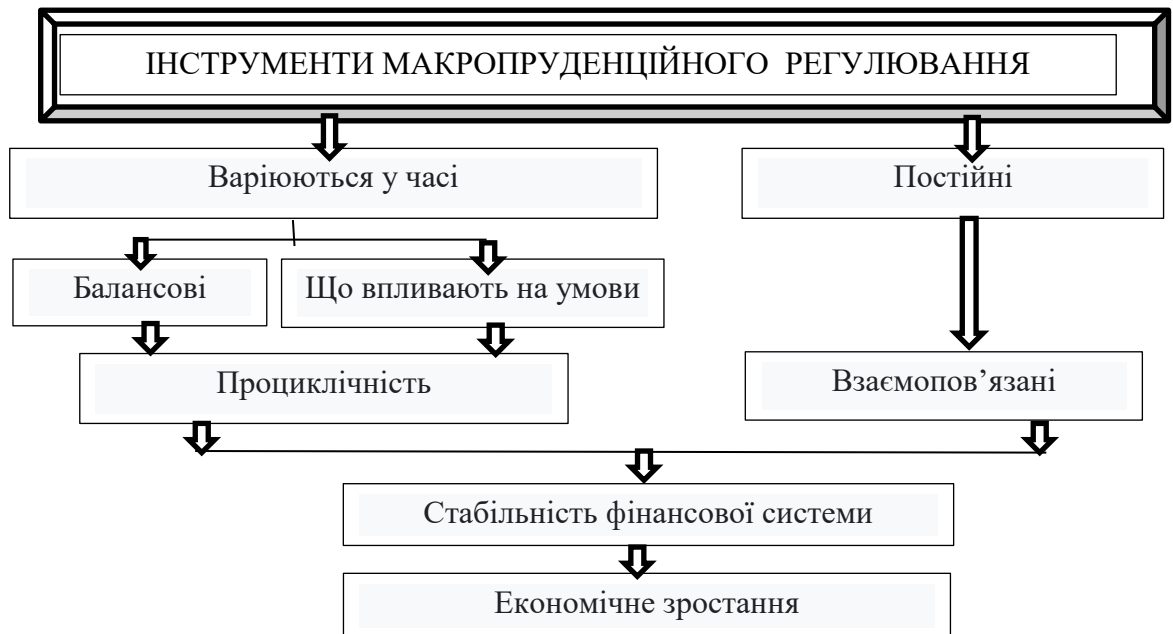 ІНСТРУМЕНТИ МАКРОПРУДЕНЦІЙНОГО РЕГУЛЮВАННЯ
Варіюються у часі
Постійні
Балансові
Що впливають на умови
Проциклічність
Взаємопов’язані
Стабільність фінансової системи
Економічне зростання